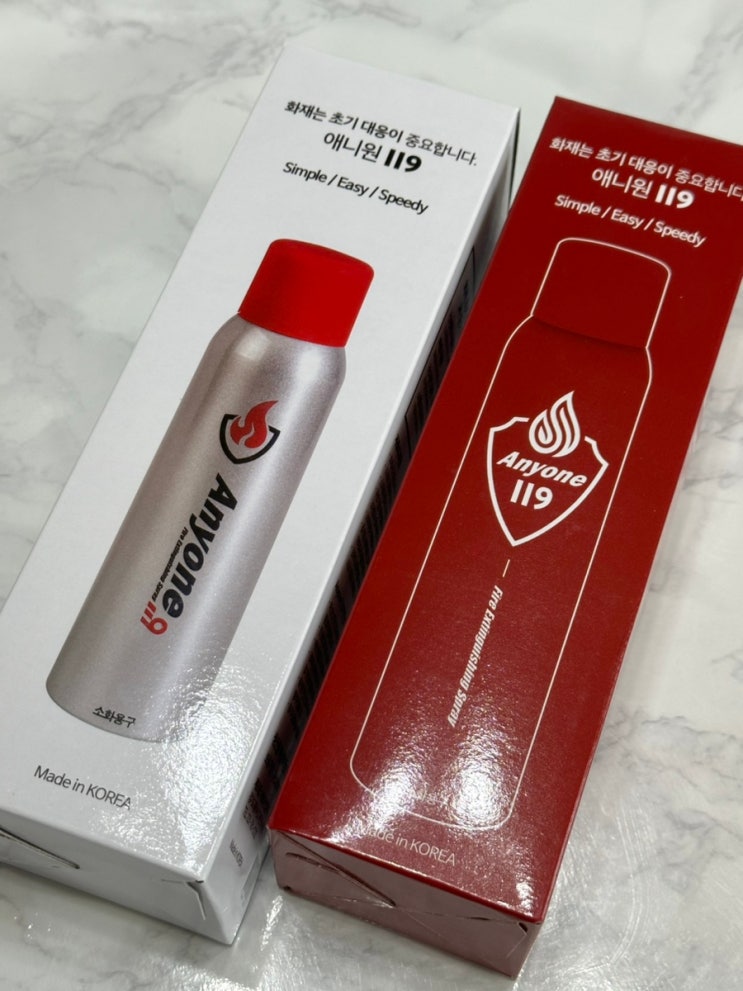 화재는 초기 대응이 중요합니다.
애니원 119
Simple / Easy / Speedy
Anyone 119
Fire Extinguishing Spray
소화용구
Made in KOREA
화재는 초기 대응이 중요합니다.
애니원 119
Simple / Easy / Speedy
Anyone
119
Fire Extinguishing Spray
Made in KOREA